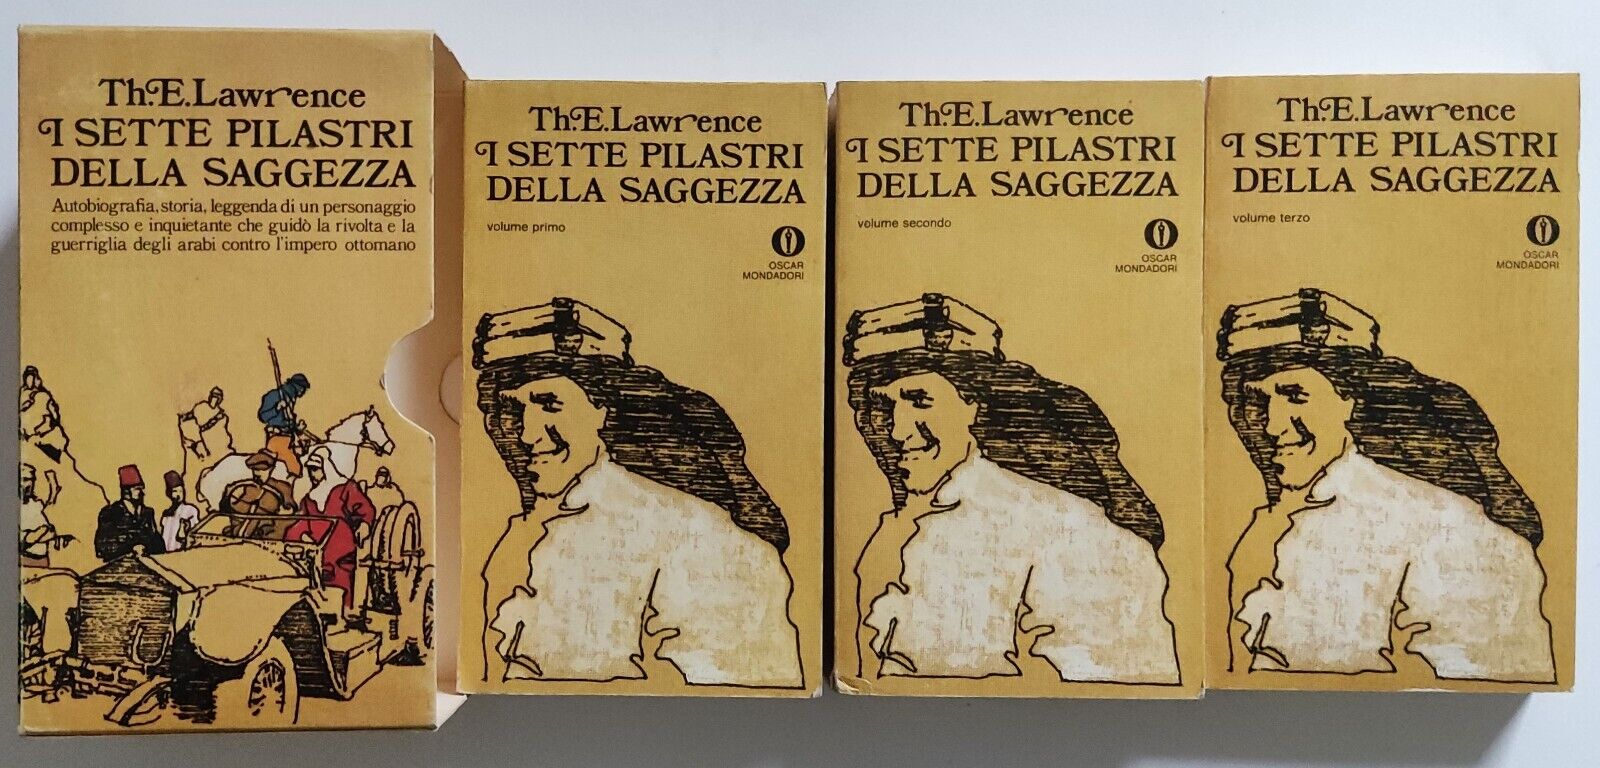 Th. E. Lawrence
I SETTE PILASTRI
DELLA SAGGEZZA
Autobiografia, storia, leggenda di un personaggio
complesso e inquietante che guidò la rivolta e la
guerriglia degli arabi contro l'impero ottomano
Th. E. Lawrence
I SETTE PILASTRI
DELLA SAGGEZZA
volume primo
OSCAR
MONDADORI
Th. E. Lawrence
I SETTE PILASTRI
DELLA SAGGEZZA
volume secondo
OSCAR
MONDADORI
Th. E. Lawrence
I SETTE PILASTRI
DELLA SAGGEZZA
volume terzo
OSCAR
MONDADORI